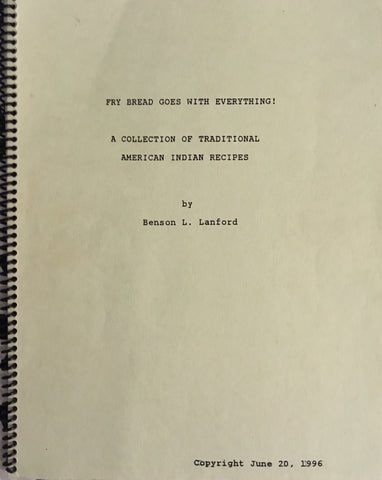 FRY BREAD GOES WITH EVERYTHING!
A COLLECTION OF TRADITIONAL
AMERICAN INDIAN RECIPES
by
Benson L. Lanford
Copyright June 20, 1996